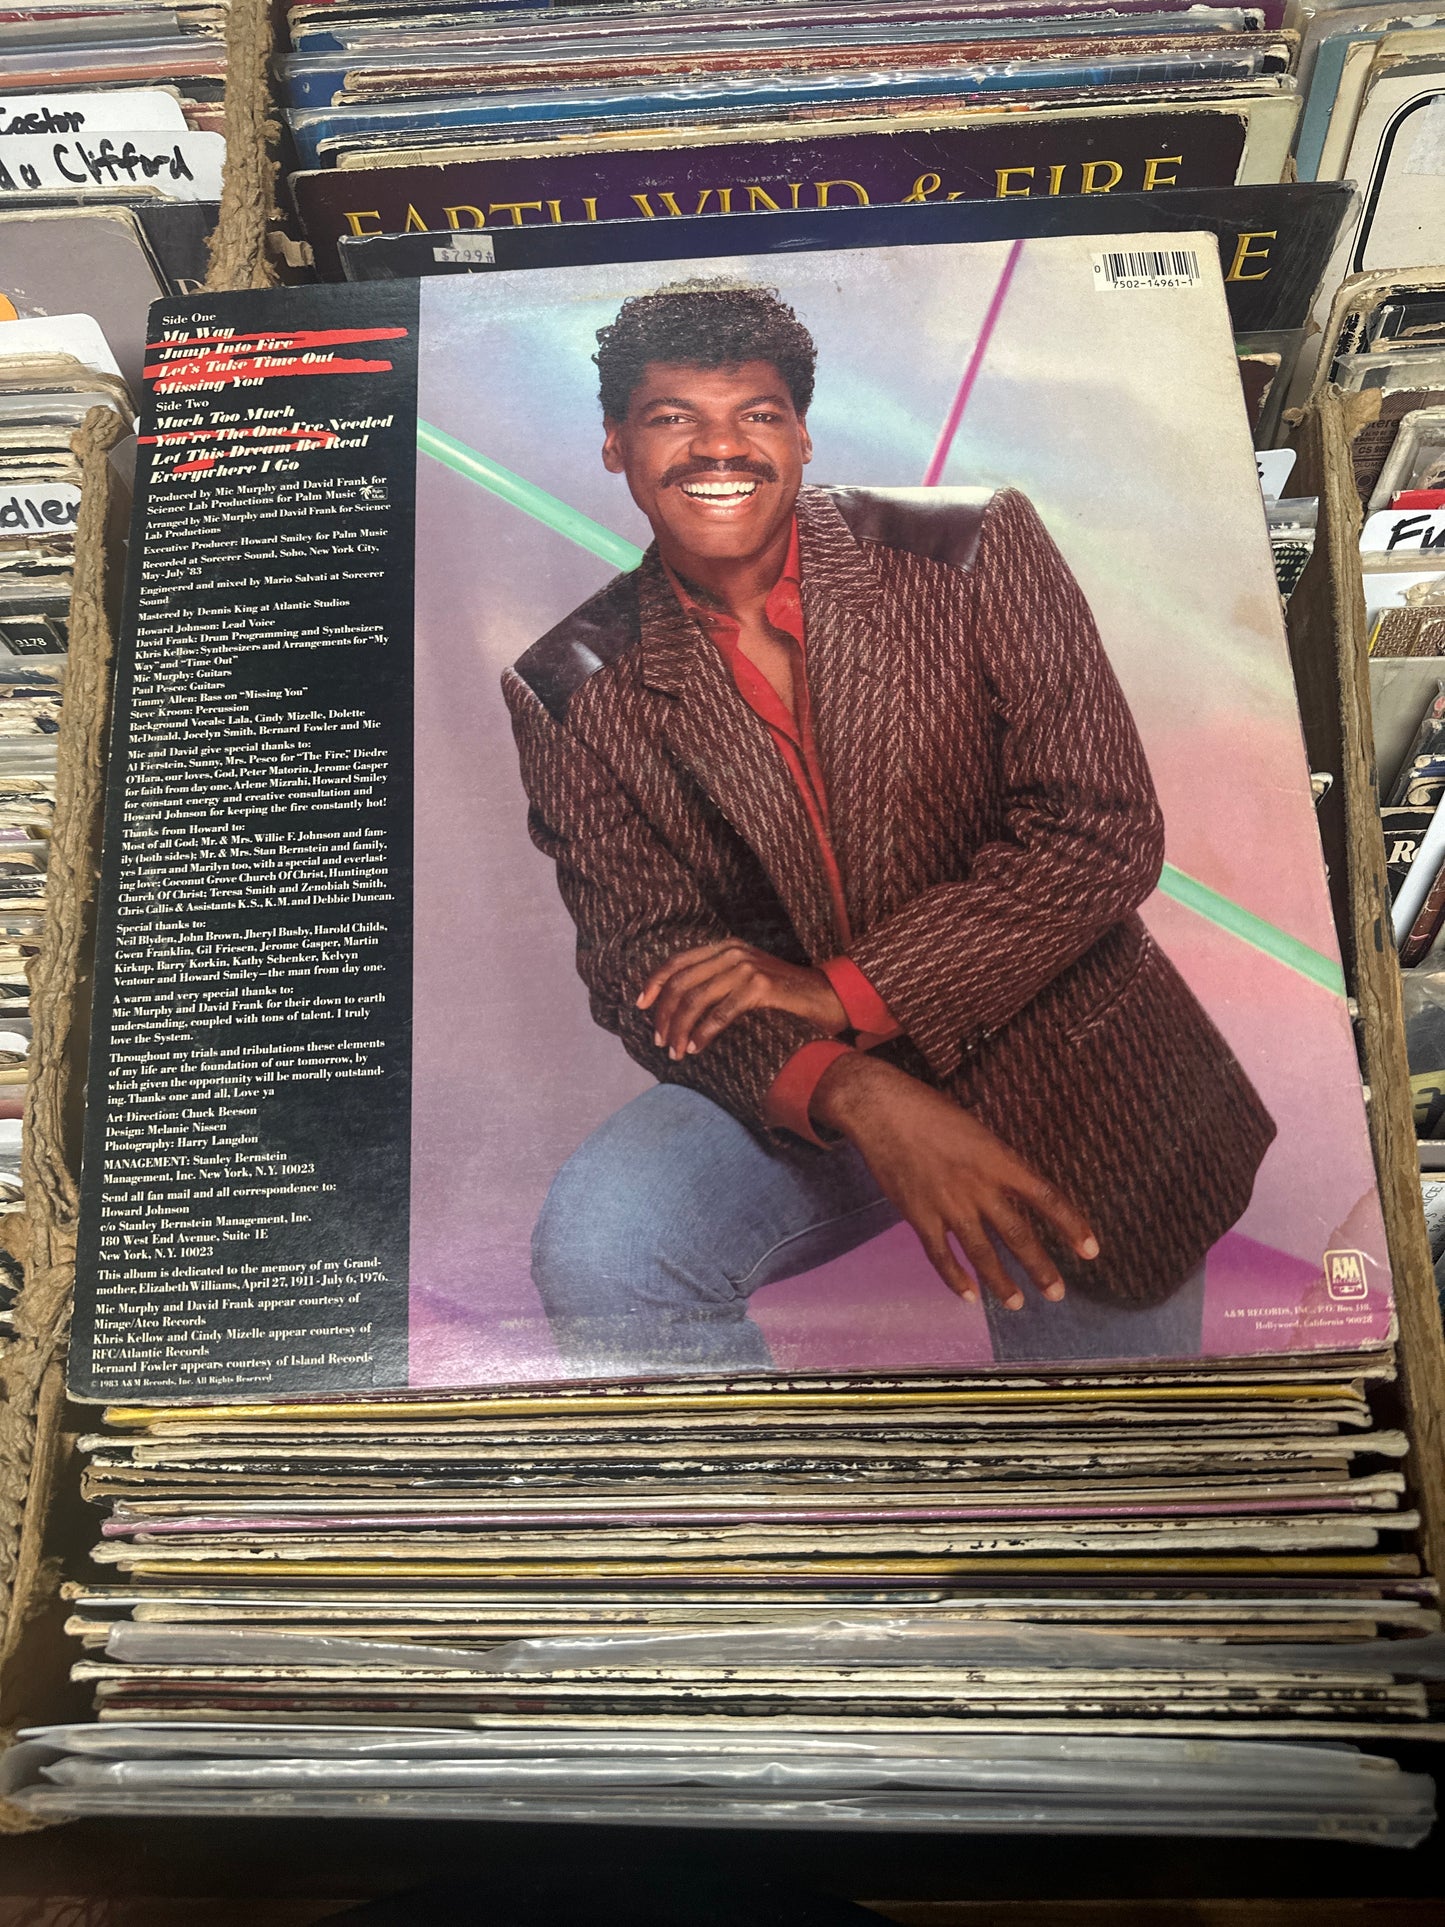 Castor
Clifford
EARTH WIND & FIRE
E
$7.99
0
7502-14961-1
Side One
My Way
Jump Into Fire
Let's Take Time Out
Missing You
Side Two
Much Too Much
You're The One I've Needed
Let This Dream Be Real
Everywhere I Go
Produced by Mic Murphy and David Frank for
Science Lab Productions for Palm Music
Arranged by Mic Murphy and David Frank for Science
Lab Productions
Executive Producer: Howard Smiley for Palm Music
Recorded at Sorcerer Sound, Soho, New York City,
May-July '83
Engineered and mixed by Mario Salvati at Sorcerer
Sound
Mastered by Dennis King at Atlantic Studios
Howard Johnson: Lead Voice
David Frank: Drum Programming and Synthesizers
Khris Kellow: Synthesizers and Arrangements for "My
Way" and "Time Out"
Mic Murphy: Guitars
Paul Pesco: Guitars
Timmy Allen: Bass on "Missing You"
Steve Kroon: Percussion
Background Vocals: Lala, Cindy Mizelle, Dolette
McDonald, Jocelyn Smith, Bernard Fowler and Mic
Mic and David give special thanks to:
Al Fierstein, Sunny, Mrs. Pesco for "The Fire," Diedre
O'Hara, our loves, God, Peter Matorin, Jerome Gasper
for faith from day one, Arlene Mizrahi, Howard Smiley
for constant energy and creative consultation and
Howard Johnson for keeping the fire constantly hot!
Thanks from Howard to:
Most of all God; Mr. & Mrs. Willie F. Johnson and fam-
ily (both sides); Mr. & Mrs. Stan Bernstein and family,
yes Laura and Marilyn too, with a special and everlast-
ing love; Coconut Grove Church Of Christ, Huntington
Church Of Christ; Teresa Smith and Zenobiah Smith,
Chris Callis & Assistants K.S., K.M. and Debbie Duncan.
Special thanks to:
Neil Blyden, John Brown, Jheryl Busby, Harold Childs,
Gwen Franklin, Gil Friesen, Jerome Gasper, Martin
Kirkup, Barry Korkin, Kathy Schenker, Kelvyn
Ventour and Howard Smiley—the man from day one.
A warm and very special thanks to:
Mic Murphy and David Frank for their down to earth
understanding, coupled with tons of talent. I truly
love the System.
Throughout my trials and tribulations these elements
of my life are the foundation of our tomorrow, by
which given the opportunity will be morally outstand-
ing. Thanks one and all, Love ya
Art Direction: Chuck Beeson
Design: Melanie Nissen
Photography: Harry Langdon
MANAGEMENT: Stanley Bernstein
Management, Inc. New York, N.Y. 10023
Send all fan mail and all correspondence to:
Howard Johnson
c/o Stanley Bernstein Management, Inc.
180 West End Avenue, Suite 1E
New York, N.Y. 10023
This album is dedicated to the memory of my Grand-
mother, Elizabeth Williams, April 27, 1911 - July 6, 1976.
Mic Murphy and David Frank appear courtesy of
Mirage/Atco Records
Khris Kellow and Cindy Mizelle appear courtesy of
RFC/Atlantic Records
Bernard Fowler appears courtesy of Island Records
© 1983 A&M Records, Inc. All Rights Reserved.
AM
RECORDS
A&M RECORDS, INC., P.O. Box 118,
Hollywood, California 90028
dler
9178